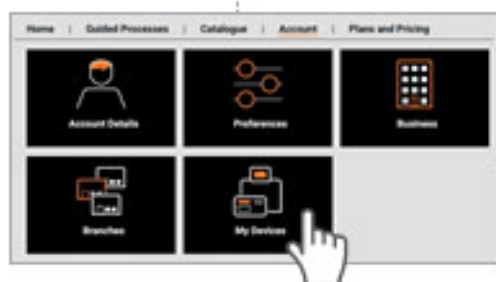 Home | Guided Processes | Catalogue | Account | Plans and Pricing
Account Details
Preferences
Business
Branches
My Devices